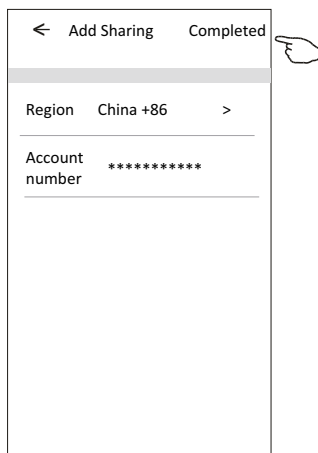 ← Add Sharing Completed
Region China +86 >
Account
number ***********